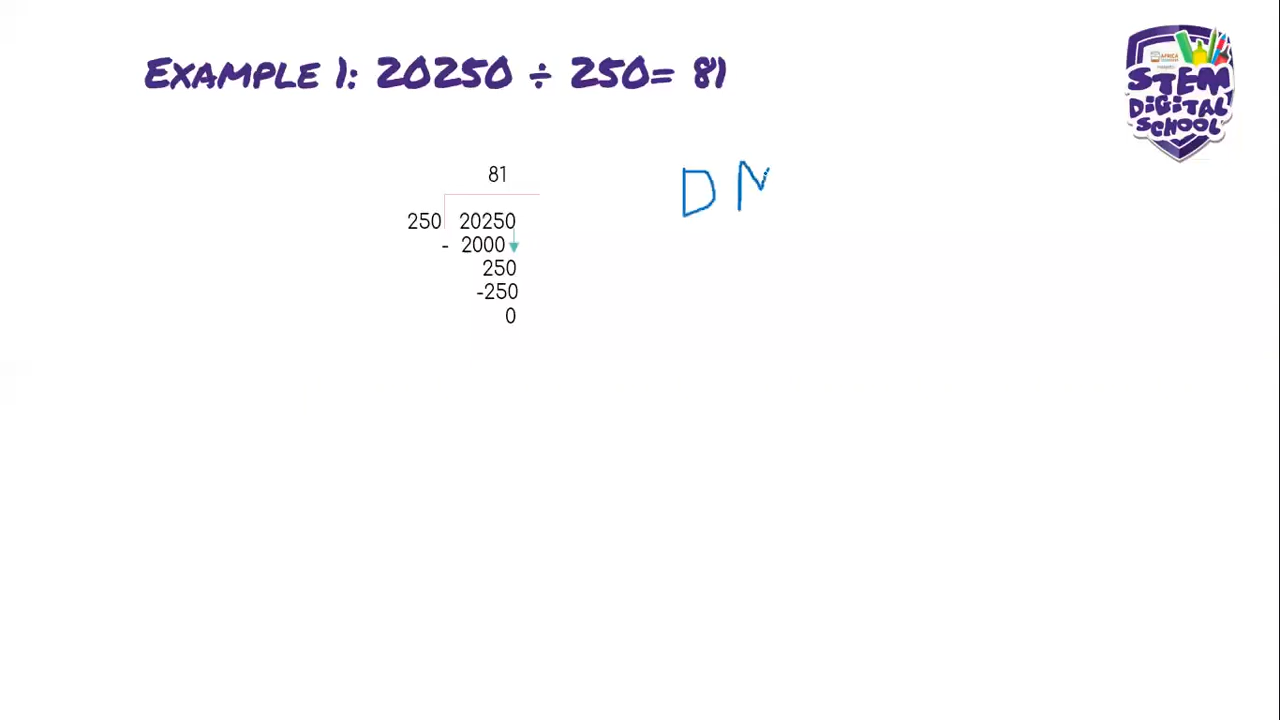 Example 1: 20250 ÷ 250= 81
STEM
DIGITAL
SCHOOL
81
250 20250
- 2000
250
-250
0
D